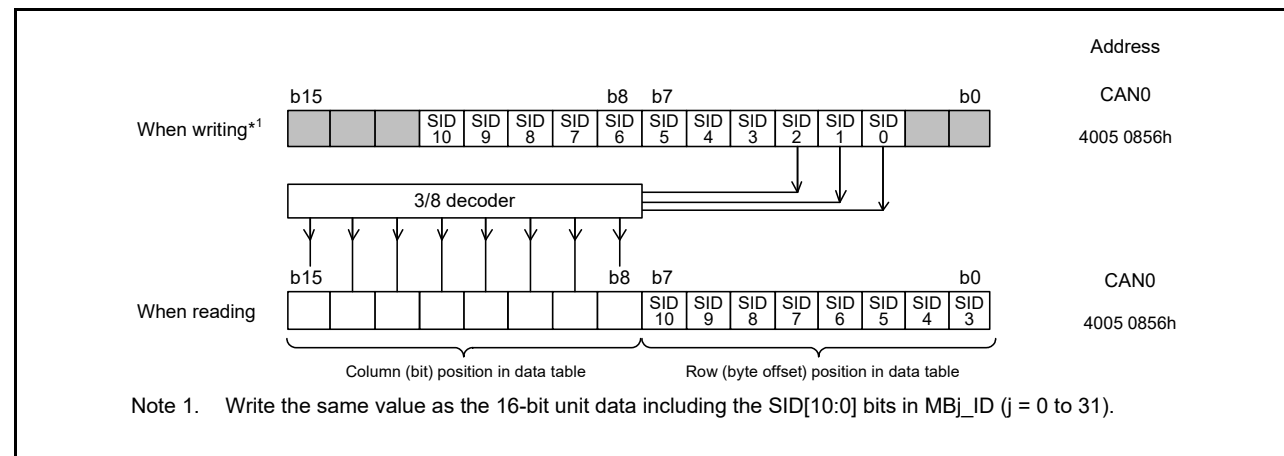 Address
b15 b8 b7 b0 CAN0
When writing*1 SID 10 SID 9 SID 8 SID 7 SID 6 SID 5 SID 4 SID 3 SID 2 SID 1 SID 0 4005 0856h
3/8 decoder
b15 b8 b7 b0 CAN0
When reading SID 10 SID 9 SID 8 SID 7 SID 6 SID 5 SID 4 SID 3 4005 0856h
Column (bit) position in data table Row (byte offset) position in data table
Note 1. Write the same value as the 16-bit unit data including the SID[10:0] bits in MBj_ID (j = 0 to 31).